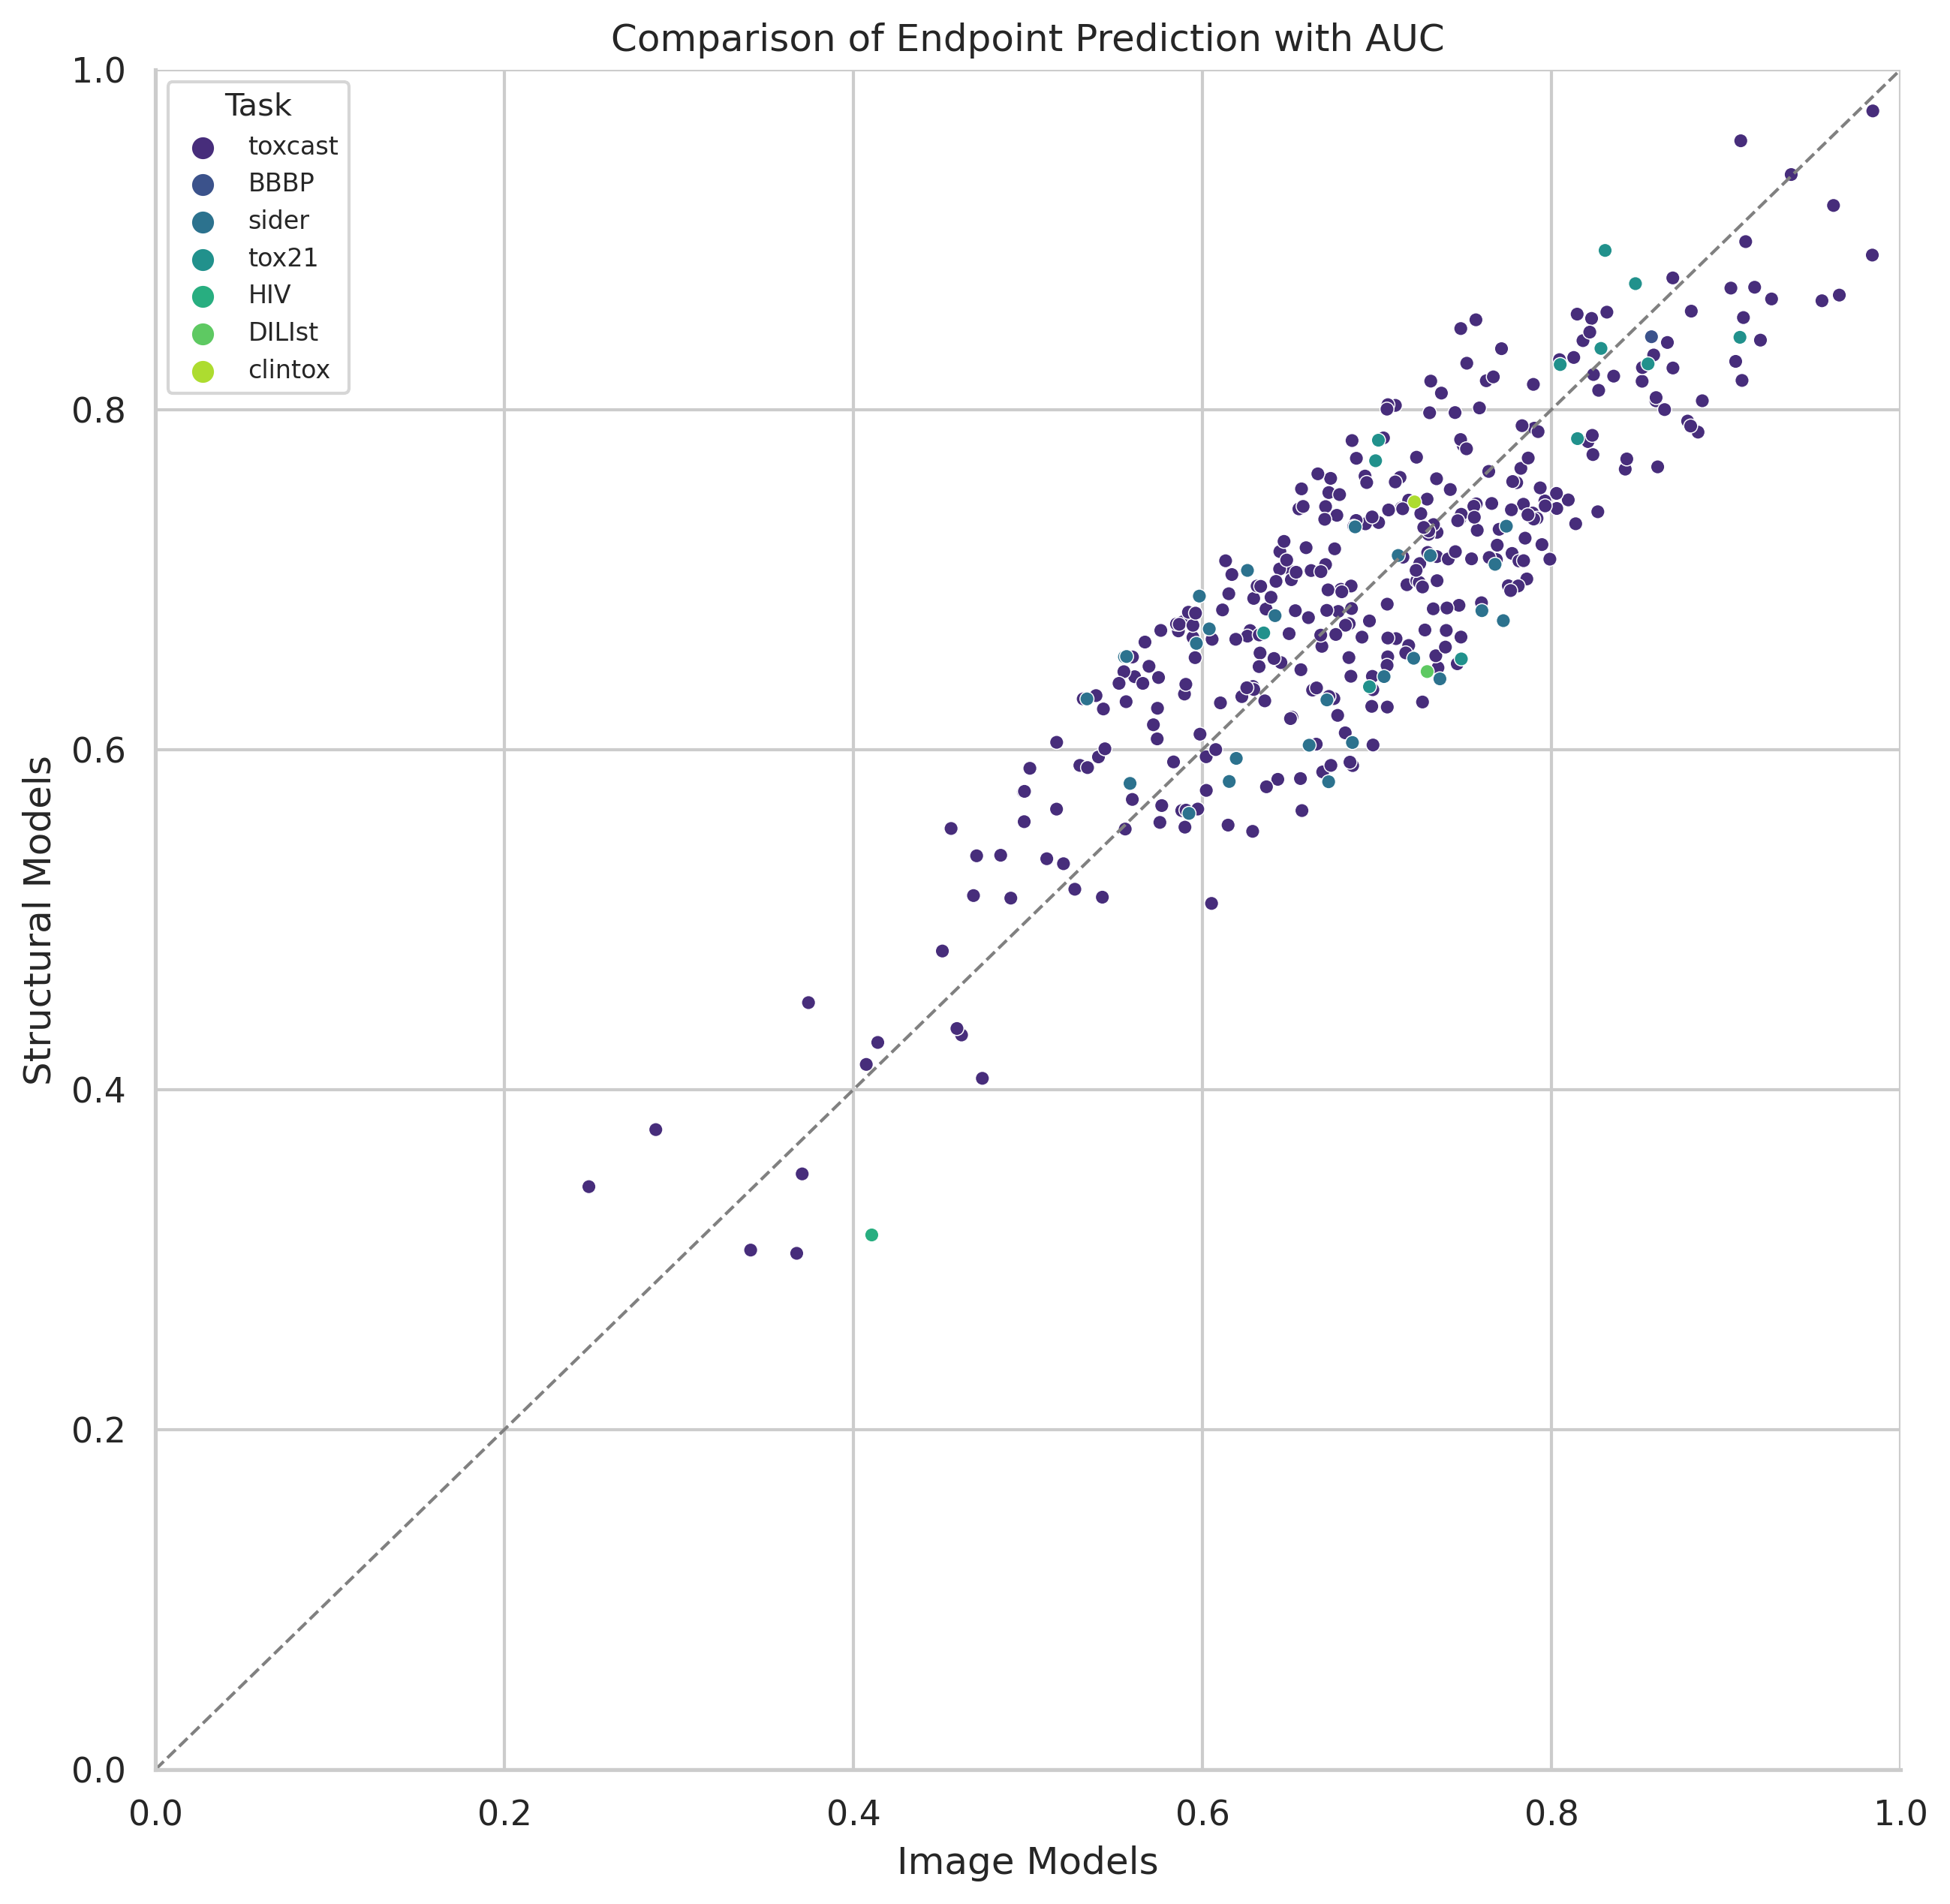 Comparison of Endpoint Prediction with AUC
1.0
0.8
0.6
0.4
0.2
0.0
Structural Models
Task
toxcast
BBBP
sider
tox21
HIV
DILIst
clintox
0.0 0.2 0.4 0.6 0.8 1.0
Image Models